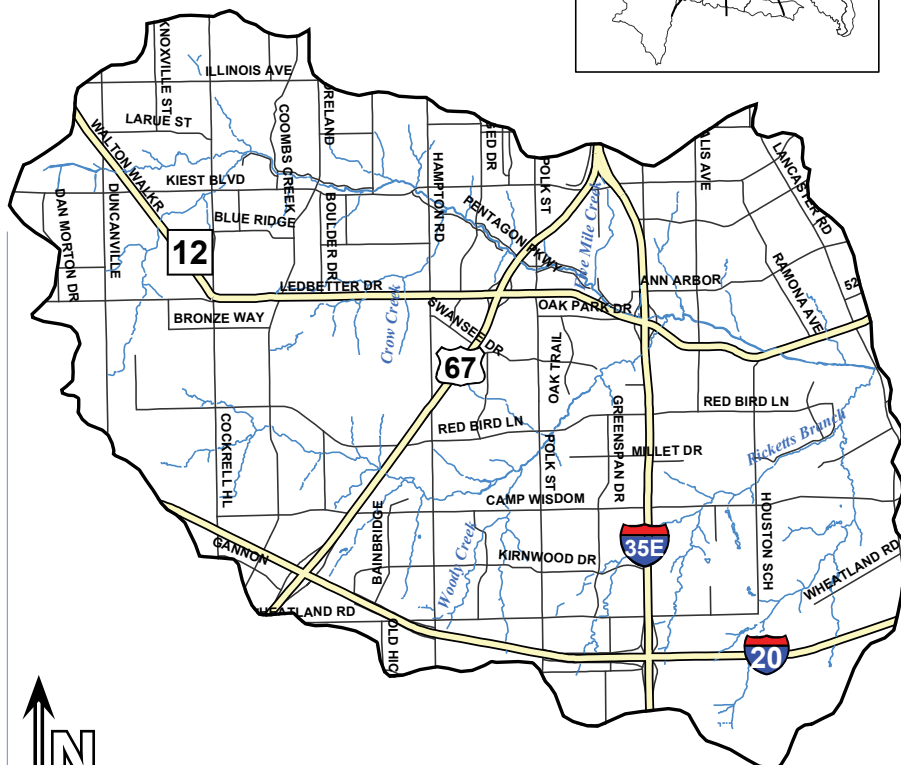 KNOXVILLE ST
ILLINOIS AVE
LARUE ST
COOMBS CREEK
WALTON WALKR
KIEST BLVD
DAN MORTON DR
DUNCANVILLE
BLUE RIDGE
BOULDER DR
HAMPTON RD
POLK ST
PENTAGON PKWY
Five Mile Creek
LANCASTER RD
12
LEDBETTER DR
ANN ARBOR
RAMONA AVE
52
BRONZE WAY
Crow Creek
SWANSEE DR
OAK PARK DR
67
OAK TRAIL
RED BIRD LN
GREENSPAN DR
RED BIRD LN
COCKRELL HL
POLK ST
MILLET DR
Ricketts Branch
CAMP WISDOM
BAINBRIDGE
HOUSTON SCH
GANNON
Woody Creek
KIRNWOOD DR
35E
WHEATLAND RD
WHEATLAND RD
20
N